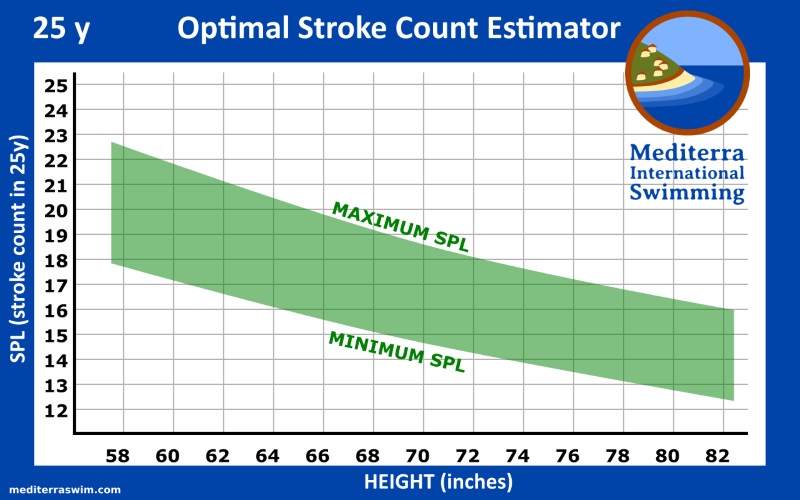 25 y
Optimal Stroke Count Estimator
Mediterra
International
Swimming
SPL (stroke count in 25y)
25
24
23
22
21
20
19
18
17
16
15
14
13
12
MAXIMUM SPL
MINIMUM SPL
58 60 62 64 66 68 70 72 74 76 78 80 82
HEIGHT (inches)
mediterraswim.com